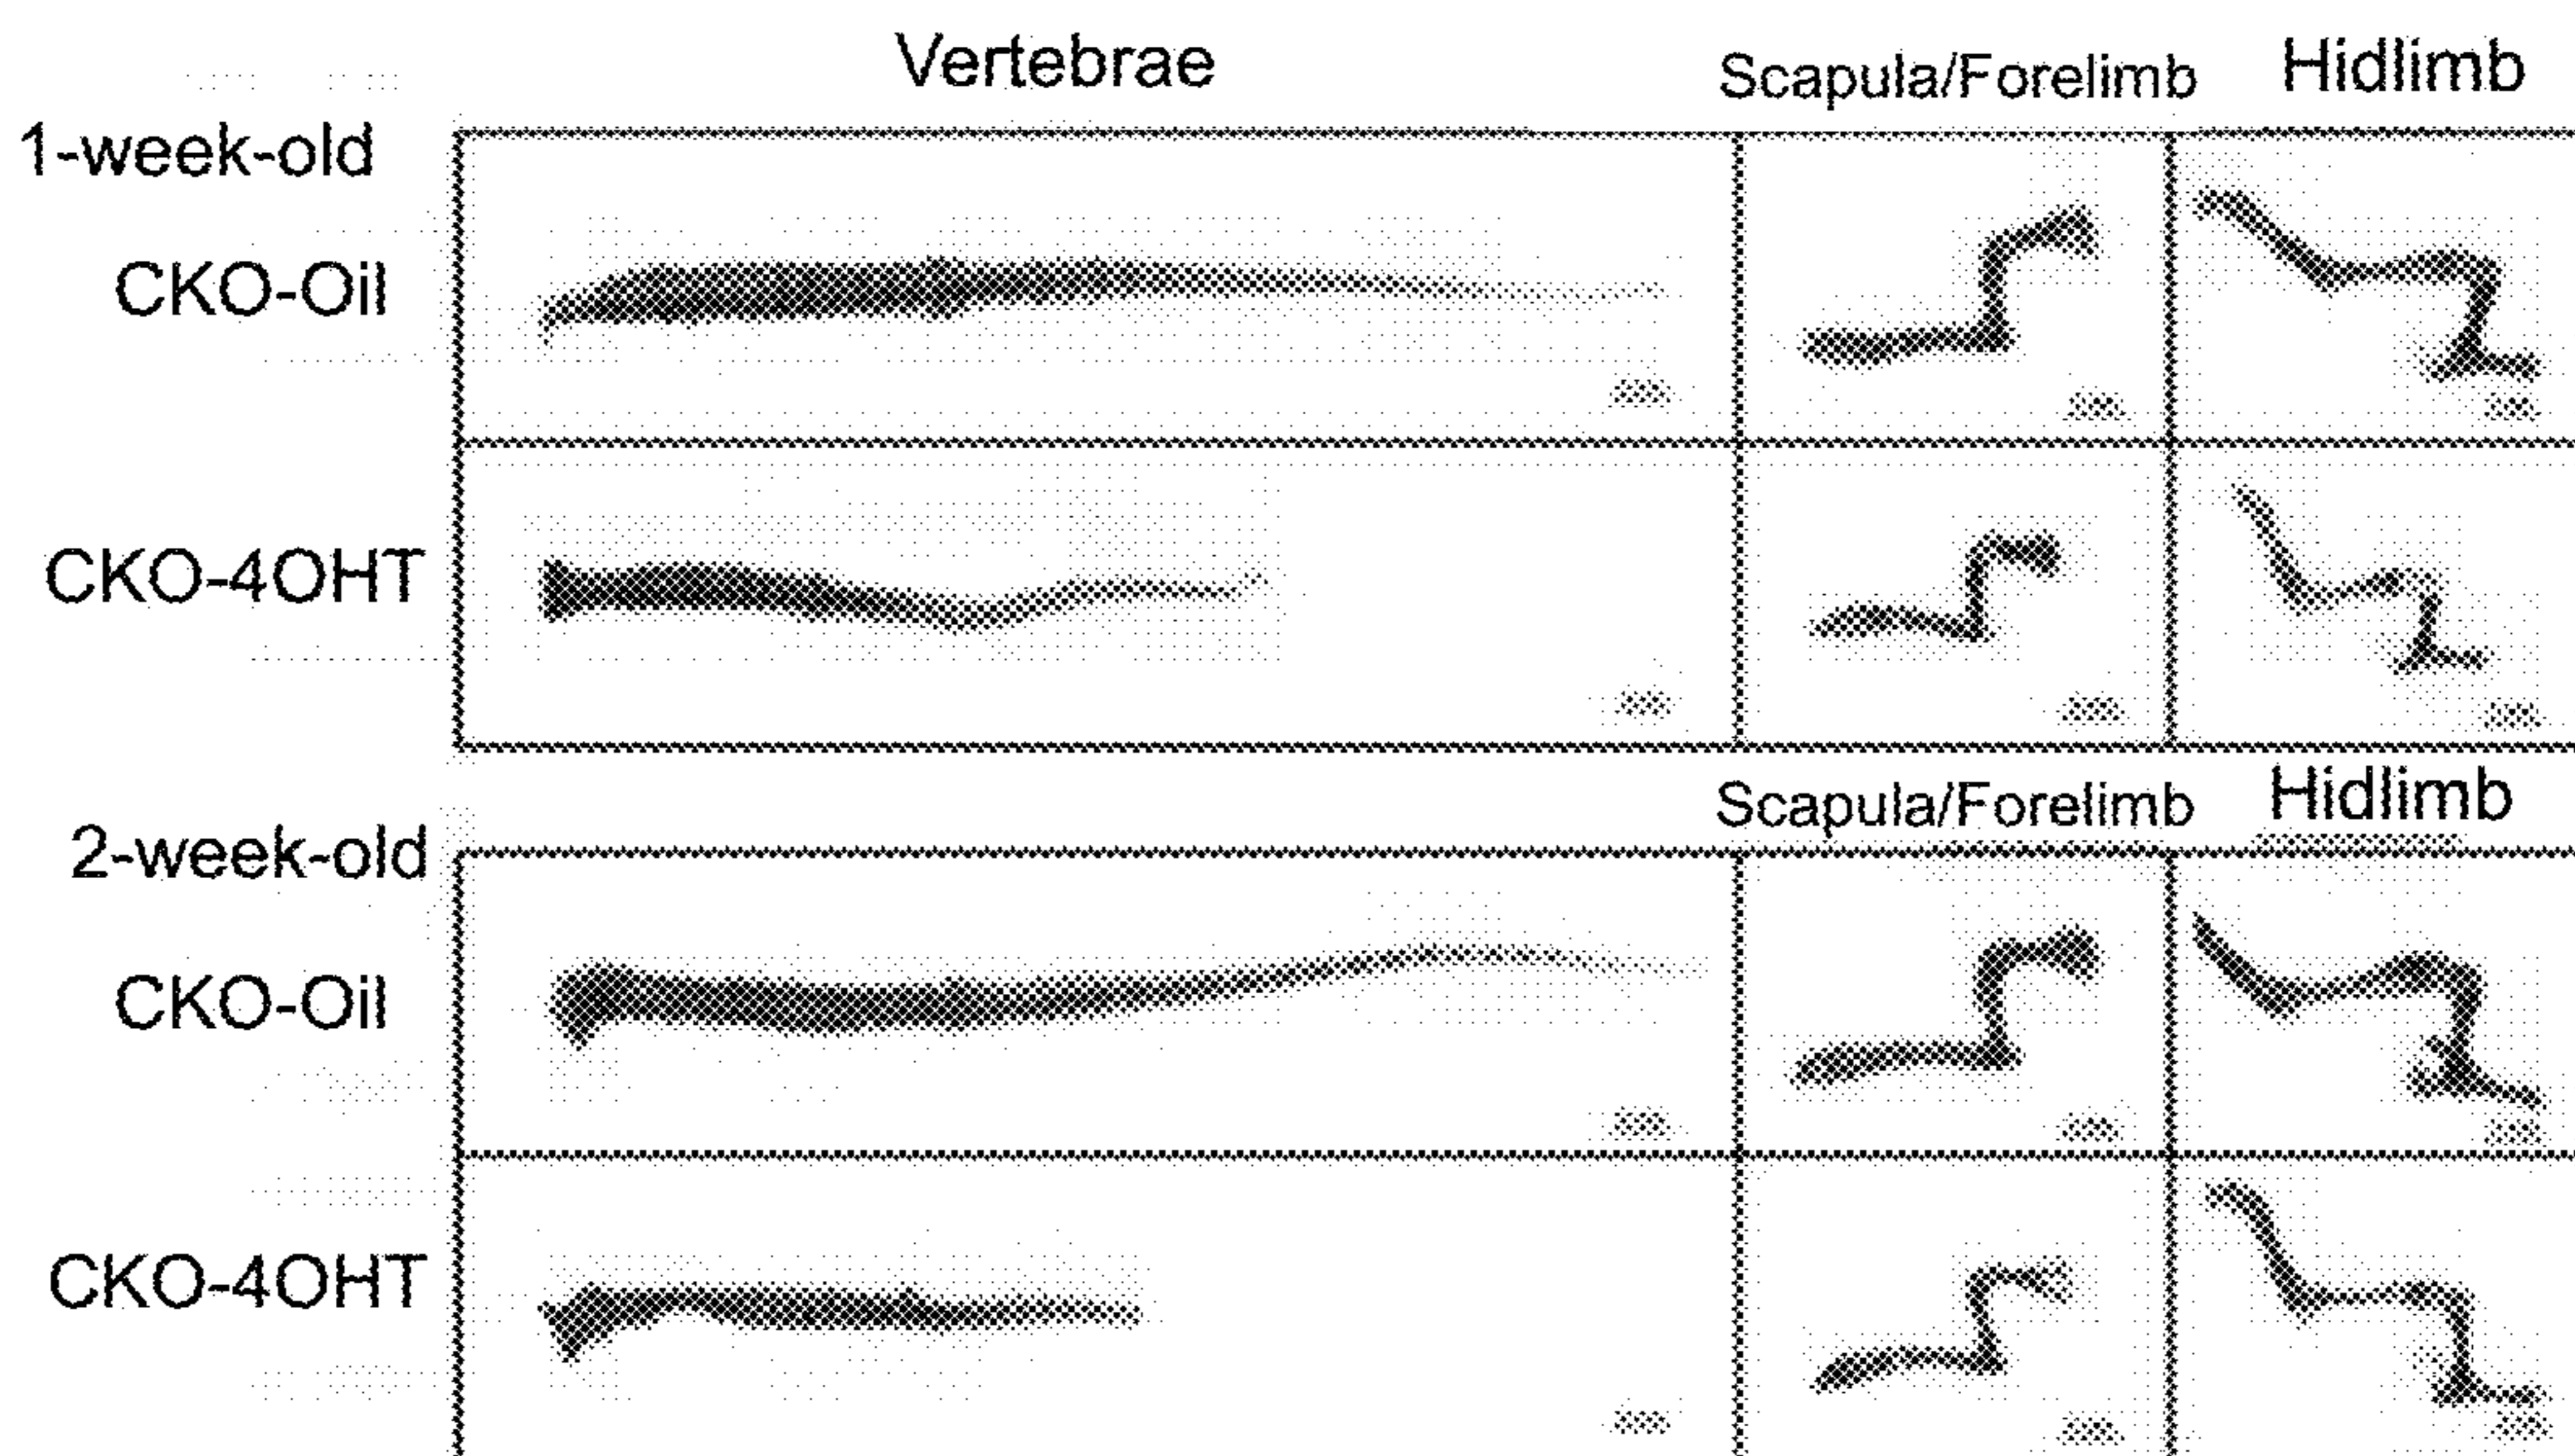 Vertebrae
Scapula/Forelimb
Hidlimb
1-week-old
CKO-Oil
CKO-4OHT
Scapula/Forelimb
Hidlimb
2-week-old
CKO-Oil
CKO-4OHT